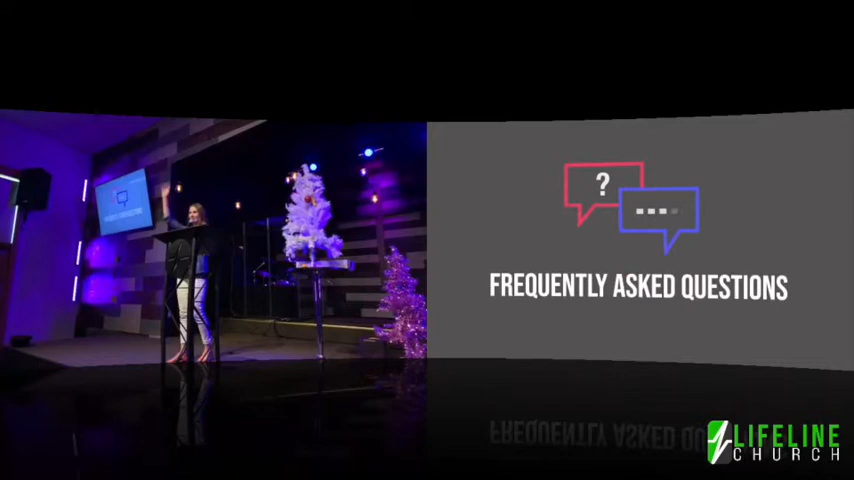 ?
FREQUENTLY ASKED QUESTIONS
LIFELINE
CHURCH